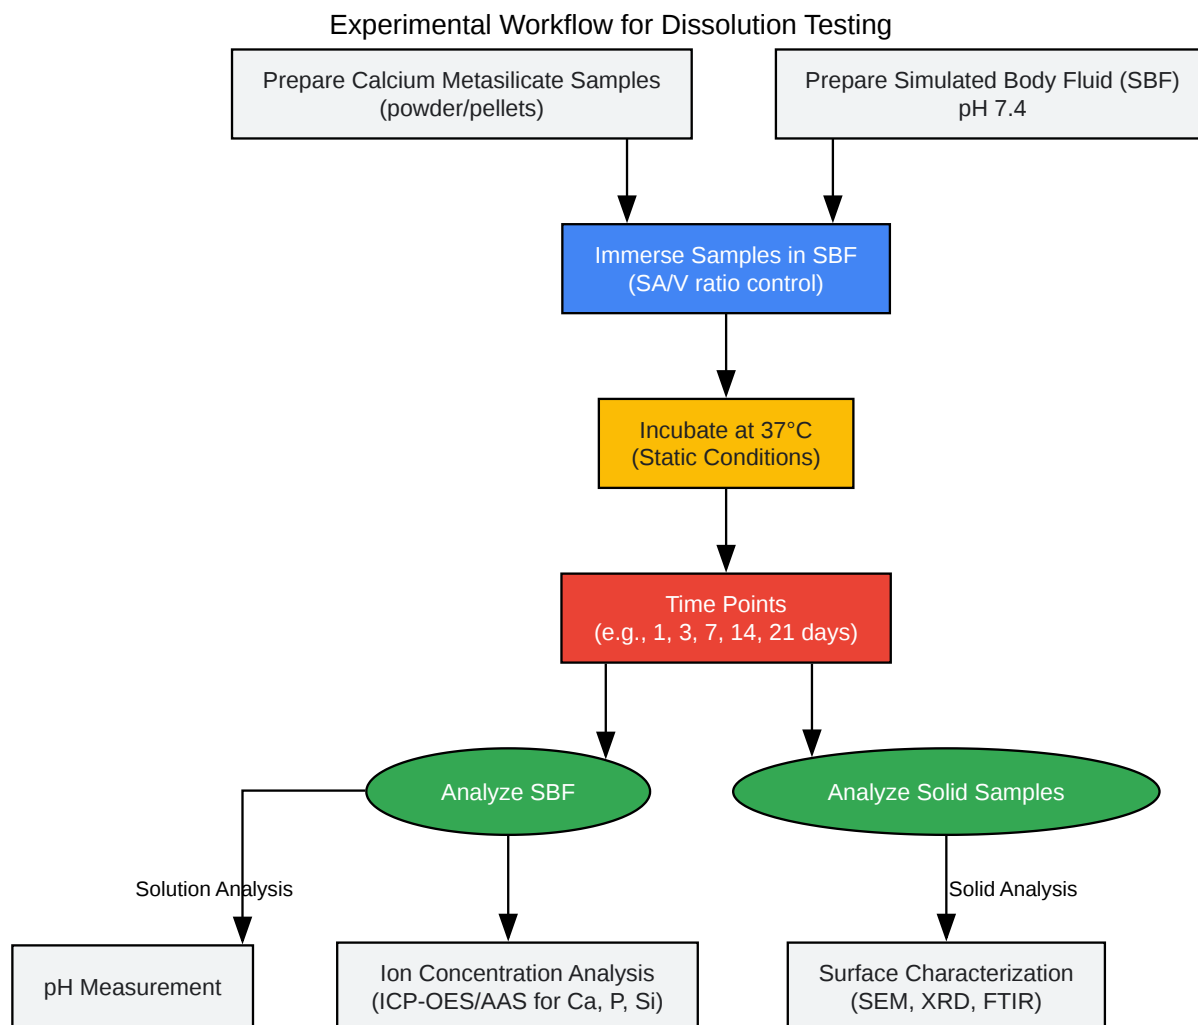 Experimental Workflow for Dissolution Testing
Prepare Calcium Metasilicate Samples
(powder/pellets)
Prepare Simulated Body Fluid (SBF)
pH 7.4
Immerse Samples in SBF
(SA/V ratio control)
Incubate at 37°C
(Static Conditions)
Time Points
(e.g., 1, 3, 7, 14, 21 days)
Analyze SBF
Analyze Solid Samples
Solution Analysis
Solid Analysis
pH Measurement
Ion Concentration Analysis
(ICP-OES/AAS for Ca, P, Si)
Surface Characterization
(SEM, XRD, FTIR)